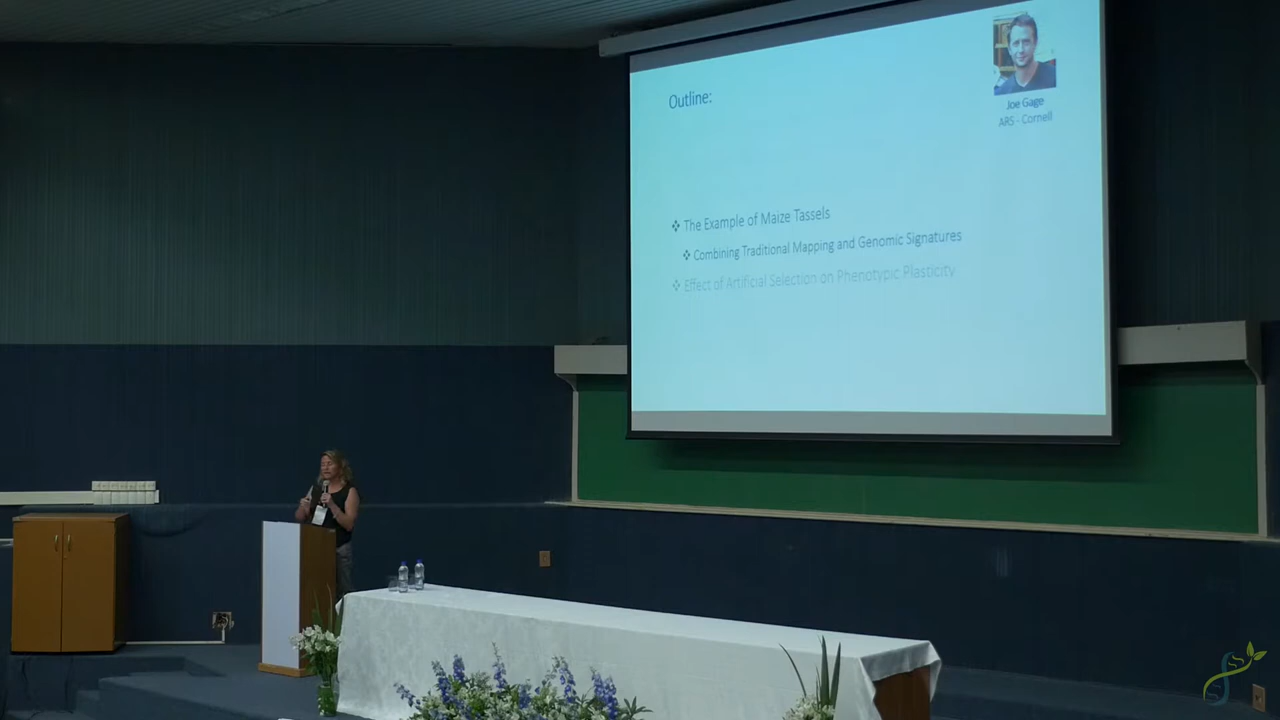 Outline:
Joe Gage
ARS - Cornell
❖ The Example of Maize Tassels
❖ Combining Traditional Mapping and Genomic Signatures
❖ Effect of Artificial Selection on Phenotypic Plasticity